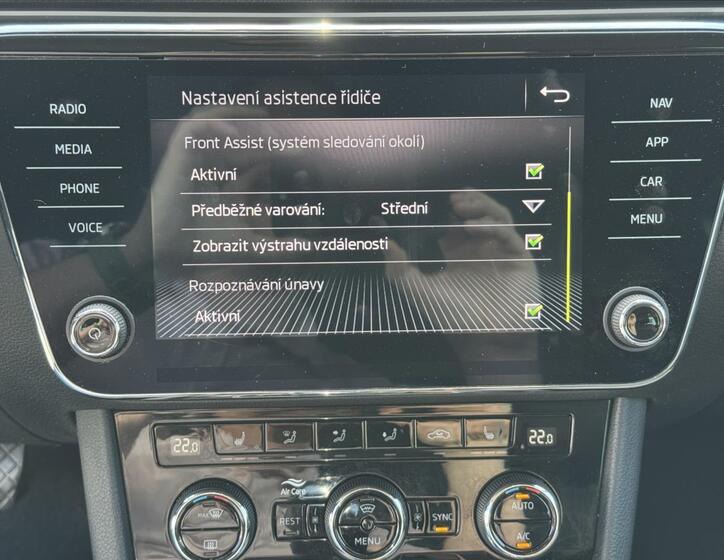 Nastavení asistence řidiče
RADIO
MEDIA
PHONE
VOICE
NAV
APP
CAR
MENU
Front Assist (systém sledování okolí)
Aktivní
Předběžné varování: Střední
Zobrazit výstrahu vzdálenosti
Rozpoznávání únavy
Aktivní
22.0
22.0
Air Care
MAX
REST
MENU
SYNC
AUTO
A/C